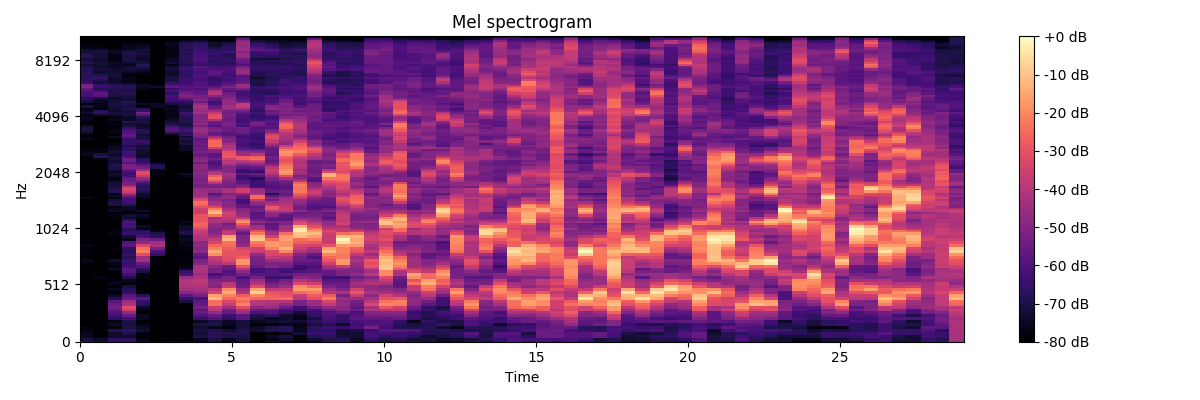 Mel spectrogram
8192
4096
2048
1024
512
0
Hz
0 5 10 15 20 25
Time
+0 dB
-10 dB
-20 dB
-30 dB
-40 dB
-50 dB
-60 dB
-70 dB
-80 dB